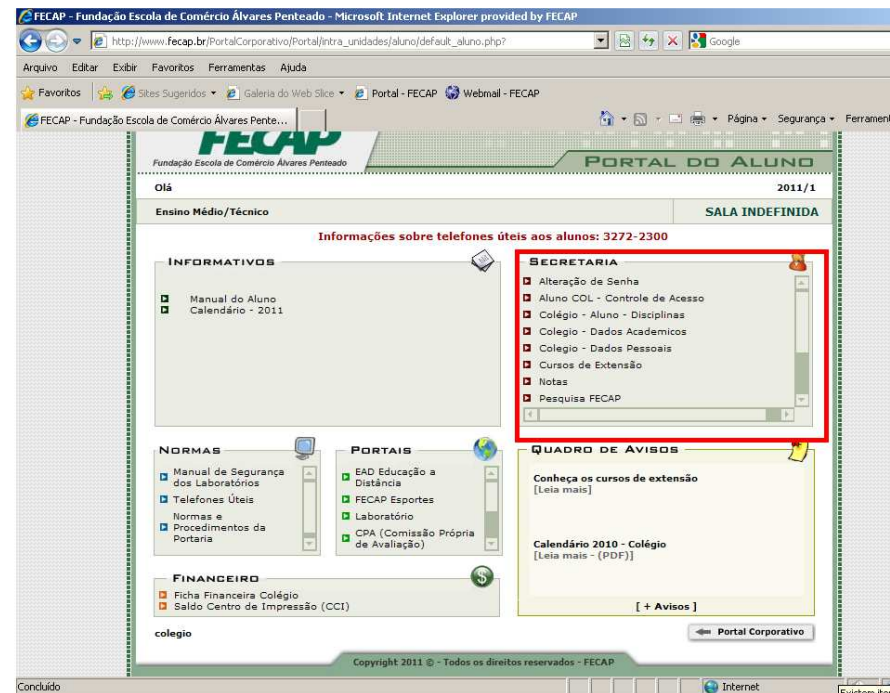 FECAP - Fundação Escola de Comércio Álvares Penteado - Microsoft Internet Explorer provided by FECAP
http://www.fecap.br/PortalCorporativo/Portal/intra_unidades/aluno/default_aluno.php?
Google
Arquivo Editar Exibir Favoritos Ferramentas Ajuda
Favoritos Sites Sugeridos Galeria do Web Slice Portal - FECAP Webmail - FECAP
FECAP - Fundação Escola de Comércio Álvares Pente...
Página Segurança
FECAP
Fundação Escola de Comércio Álvares Penteado
PORTAL DO ALUNO
Olá
2011/1
Ensino Médio/Técnico
SALA INDEFINIDA
Informações sobre telefones úteis aos alunos: 3272-2300
INFORMATIVOS
Manual do Aluno
Calendário - 2011
SECRETARIA
Alteração de Senha
Aluno COL - Controle de Acesso
Colégio - Aluno - Disciplinas
Colegio - Dados Academicos
Colegio - Dados Pessoais
Cursos de Extensão
Notas
Pesquisa FECAP
NORMAS
Manual de Segurança
dos Laboratórios
Telefones Úteis
Normas e
Procedimentos da
Portaria
PORTAIS
EAD Educação a
Distância
FECAP Esportes
Laboratório
CPA (Comissão Própria
de Avaliação)
QUADRO DE AVISOS
Conheça os cursos de extensão
[Leia mais]
Calendário 2010 - Colégio
[Leia mais - (PDF)]
[ + Avisos ]
FINANCEIRO
Ficha Financeira Colégio
Saldo Centro de Impressão (CCI)
colegio
Portal Corporativo
Copyright 2011 © - Todos os direitos reservados - FECAP
Concluído
Internet